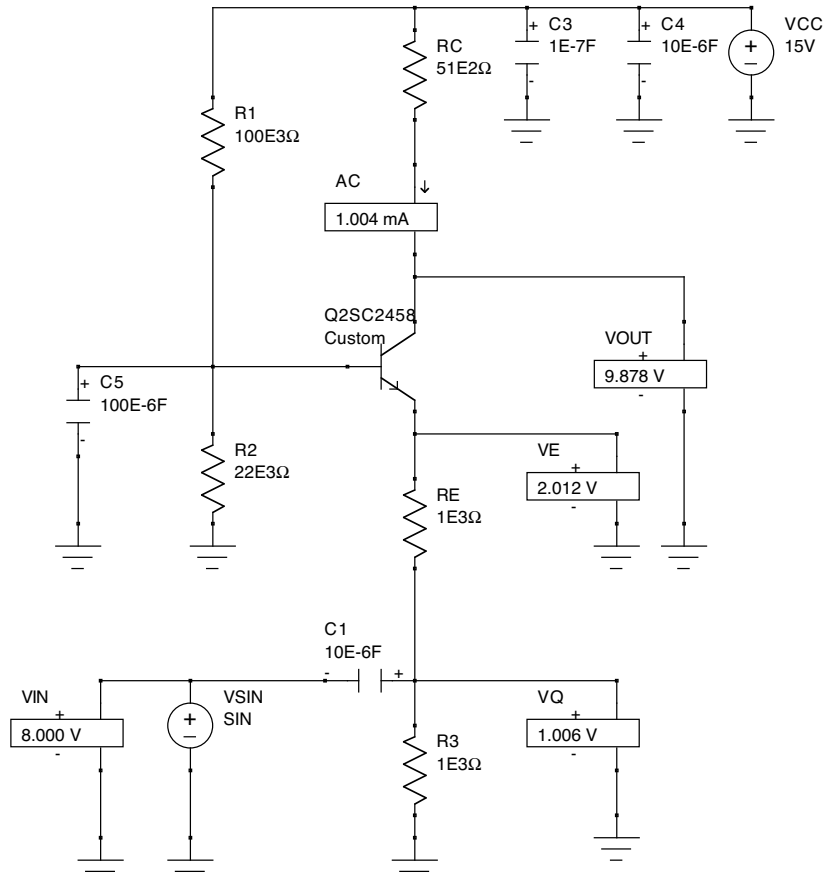 RC
51E2Ω
+ C3
1E-7F
-
+ C4
10E-6F
-
VCC
15V
+
−
R1
100E3Ω
AC
↓
1.004 mA
Q2SC2458
Custom
VOUT
+
9.878 V
-
+ C5
100E-6F
-
R2
22E3Ω
VE
+
2.012 V
-
RE
1E3Ω
C1
10E-6F
- +
VIN
+
8.000 V
-
VSIN
SIN
+
−
VQ
+
1.006 V
-
R3
1E3Ω